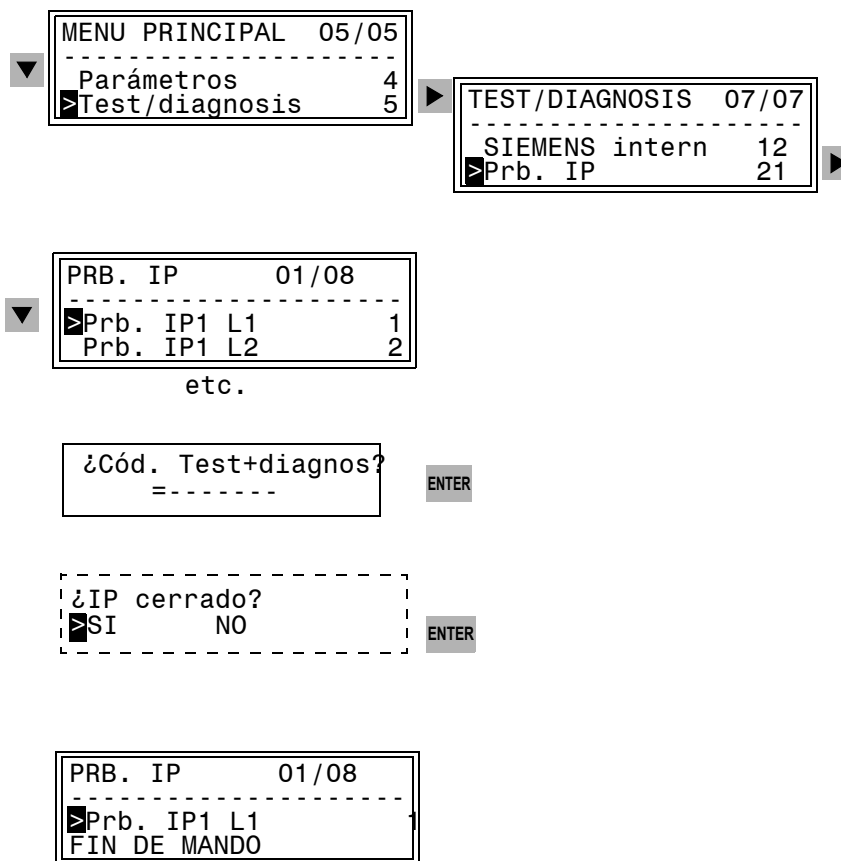 MENU PRINCIPAL 05/05
---------------------
Parámetros 4
>Test/diagnosis 5
TEST/DIAGNOSIS 07/07
---------------------
SIEMENS intern 12
>Prb. IP 21
PRB. IP 01/08
---------------------
>Prb. IP1 L1 1
Prb. IP1 L2 2
etc.
¿Cód. Test+diagnos?
=-------
ENTER
¿IP cerrado?
>SI NO
ENTER
PRB. IP 01/08
---------------------
>Prb. IP1 L1 1
FIN DE MANDO